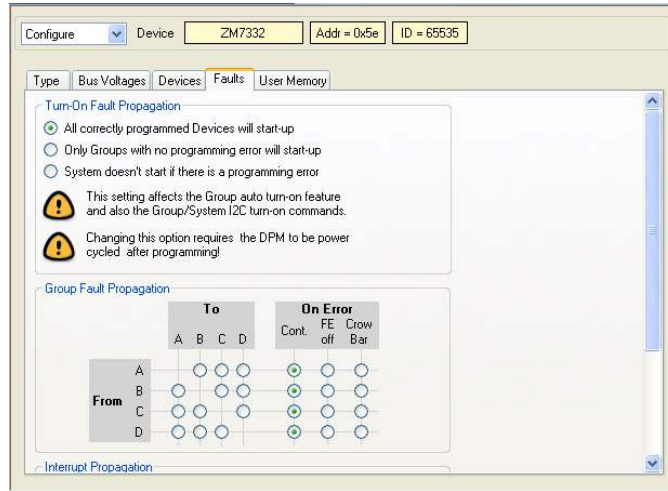 Configure Device ZM7332 Addr = 0x5e ID = 65535
Type Bus Voltages Devices Faults User Memory
Turn-On Fault Propagation
All correctly programmed Devices will start-up
Only Groups with no programming error will start-up
System doesn't start if there is a programming error
This setting affects the Group auto turn-on feature
and also the Group/System I2C turn-on commands.
Changing this option requires the DPM to be power
cycled after programming!
Group Fault Propagation
To On Error
A B C D Cont. FE off Crow Bar
From
A
B
C
D
Interrupt Propagation